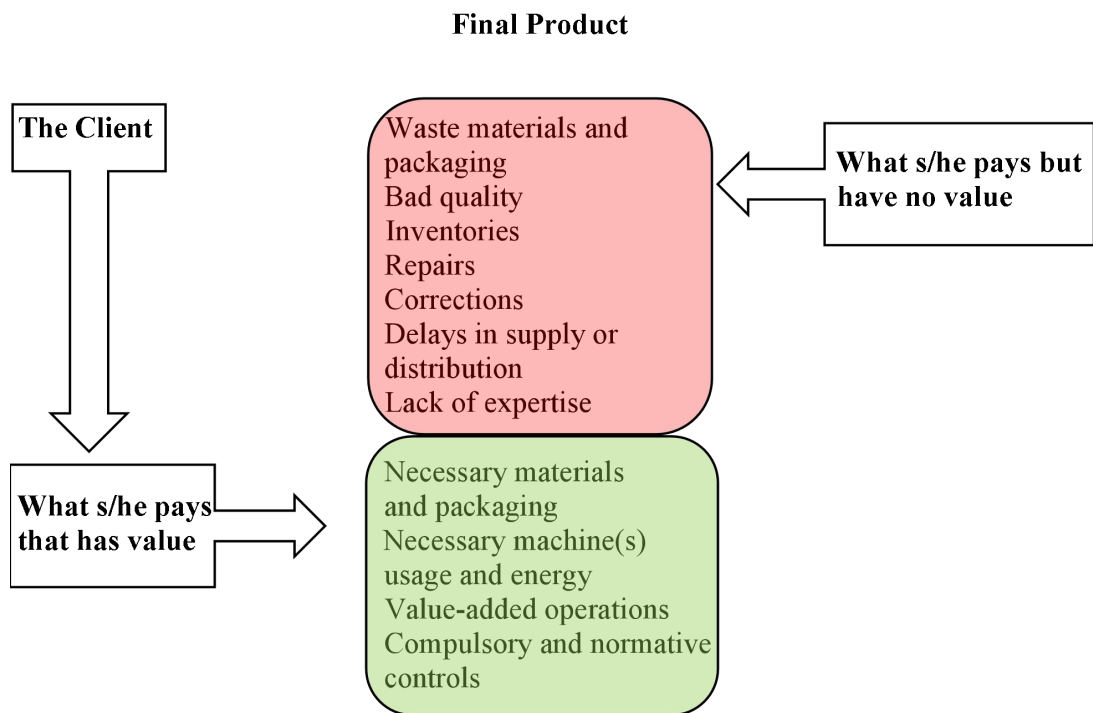 Final Product
The Client
Waste materials and
packaging
Bad quality
Inventories
Repairs
Corrections
Delays in supply or
distribution
Lack of expertise
What s/he pays but
have no value
What s/he pays
that has value
Necessary materials
and packaging
Necessary machine(s)
usage and energy
Value-added operations
Compulsory and normative
controls